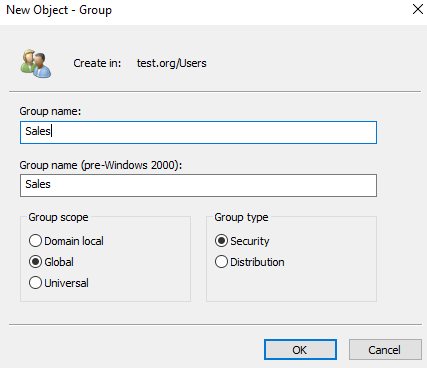 New Object - Group
Create in: test.org/Users
Group name:
Sales
Group name (pre-Windows 2000):
Sales
Group scope
Domain local
Global
Universal
Group type
Security
Distribution
OK
Cancel